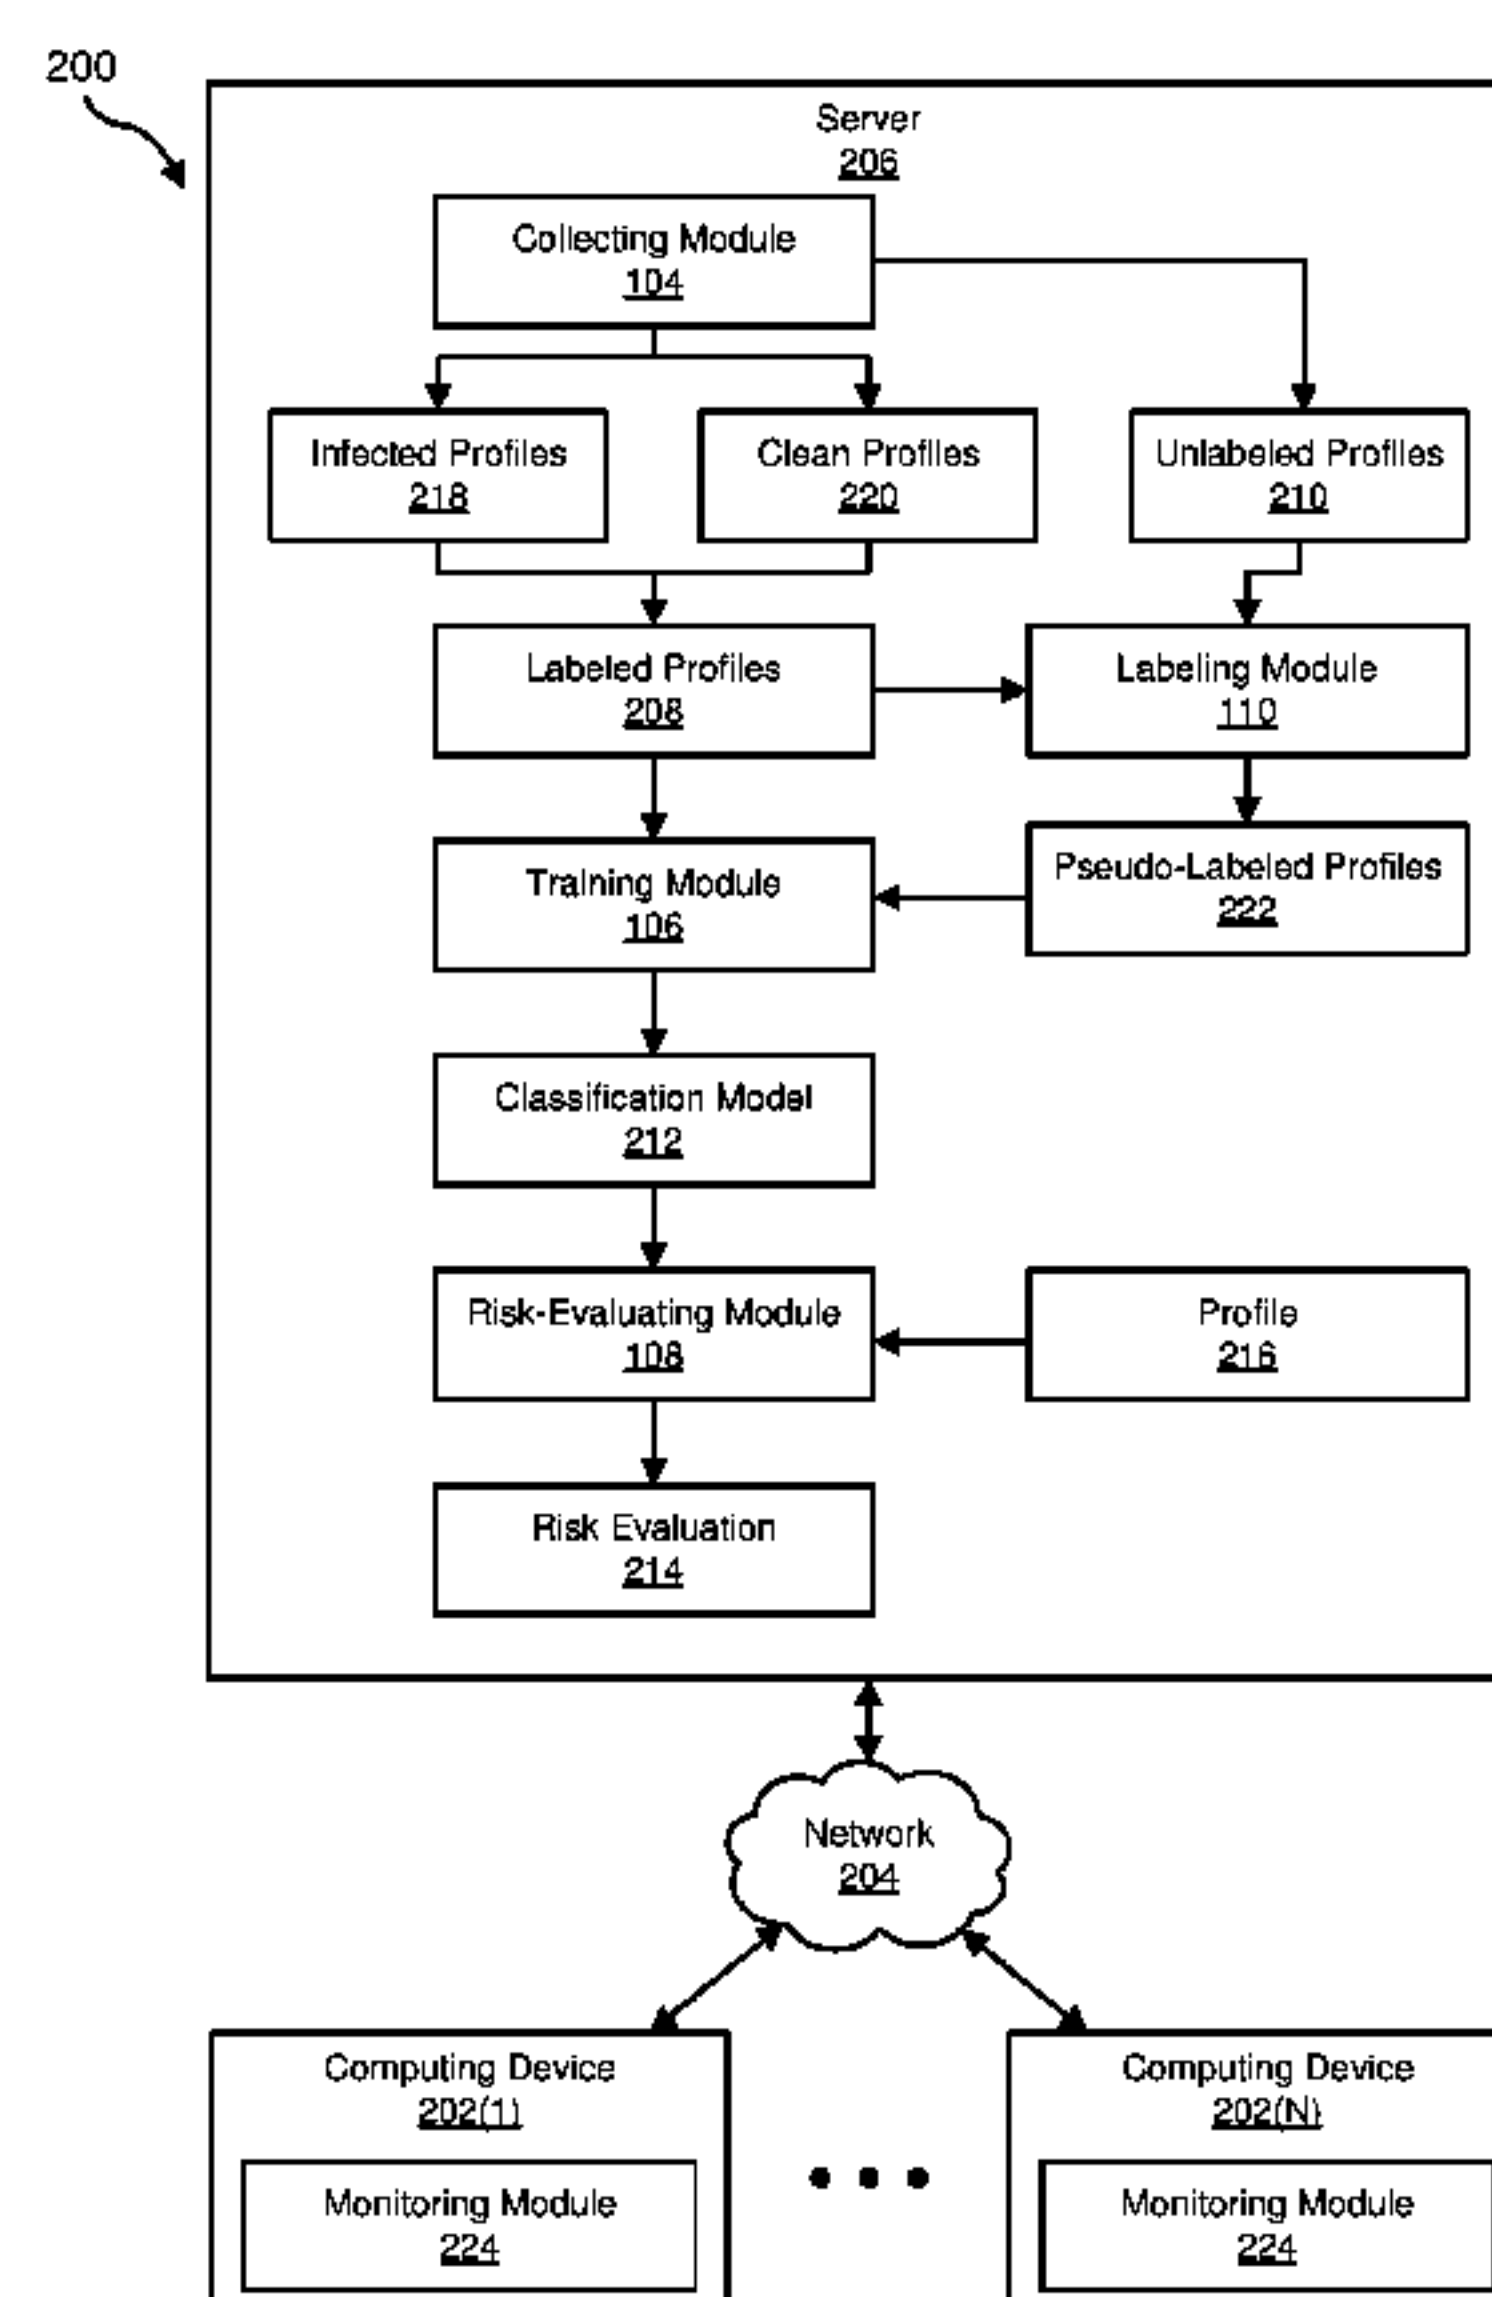 200
Server
206
Collecting Module
104
Infected Profiles
218
Clean Profiles
220
Unlabeled Profiles
210
Labeled Profiles
208
Labeling Module
110
Training Module
106
Pseudo-Labeled Profiles
222
Classification Model
212
Risk-Evaluating Module
108
Profile
216
Risk Evaluation
214
Network
204
Computing Device
202(1)
Monitoring Module
224
Computing Device
202(N)
Monitoring Module
224